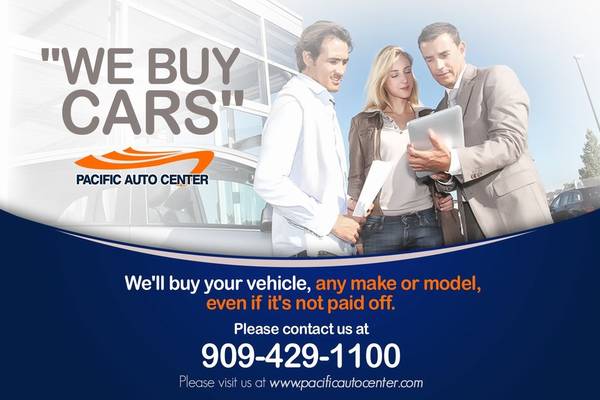 "WE BUY
CARS"
PACIFIC AUTO CENTER
We'll buy your vehicle, any make or model,
even if it's not paid off.
Please contact us at
909-429-1100
Please visit us at www.pacificautocenter.com